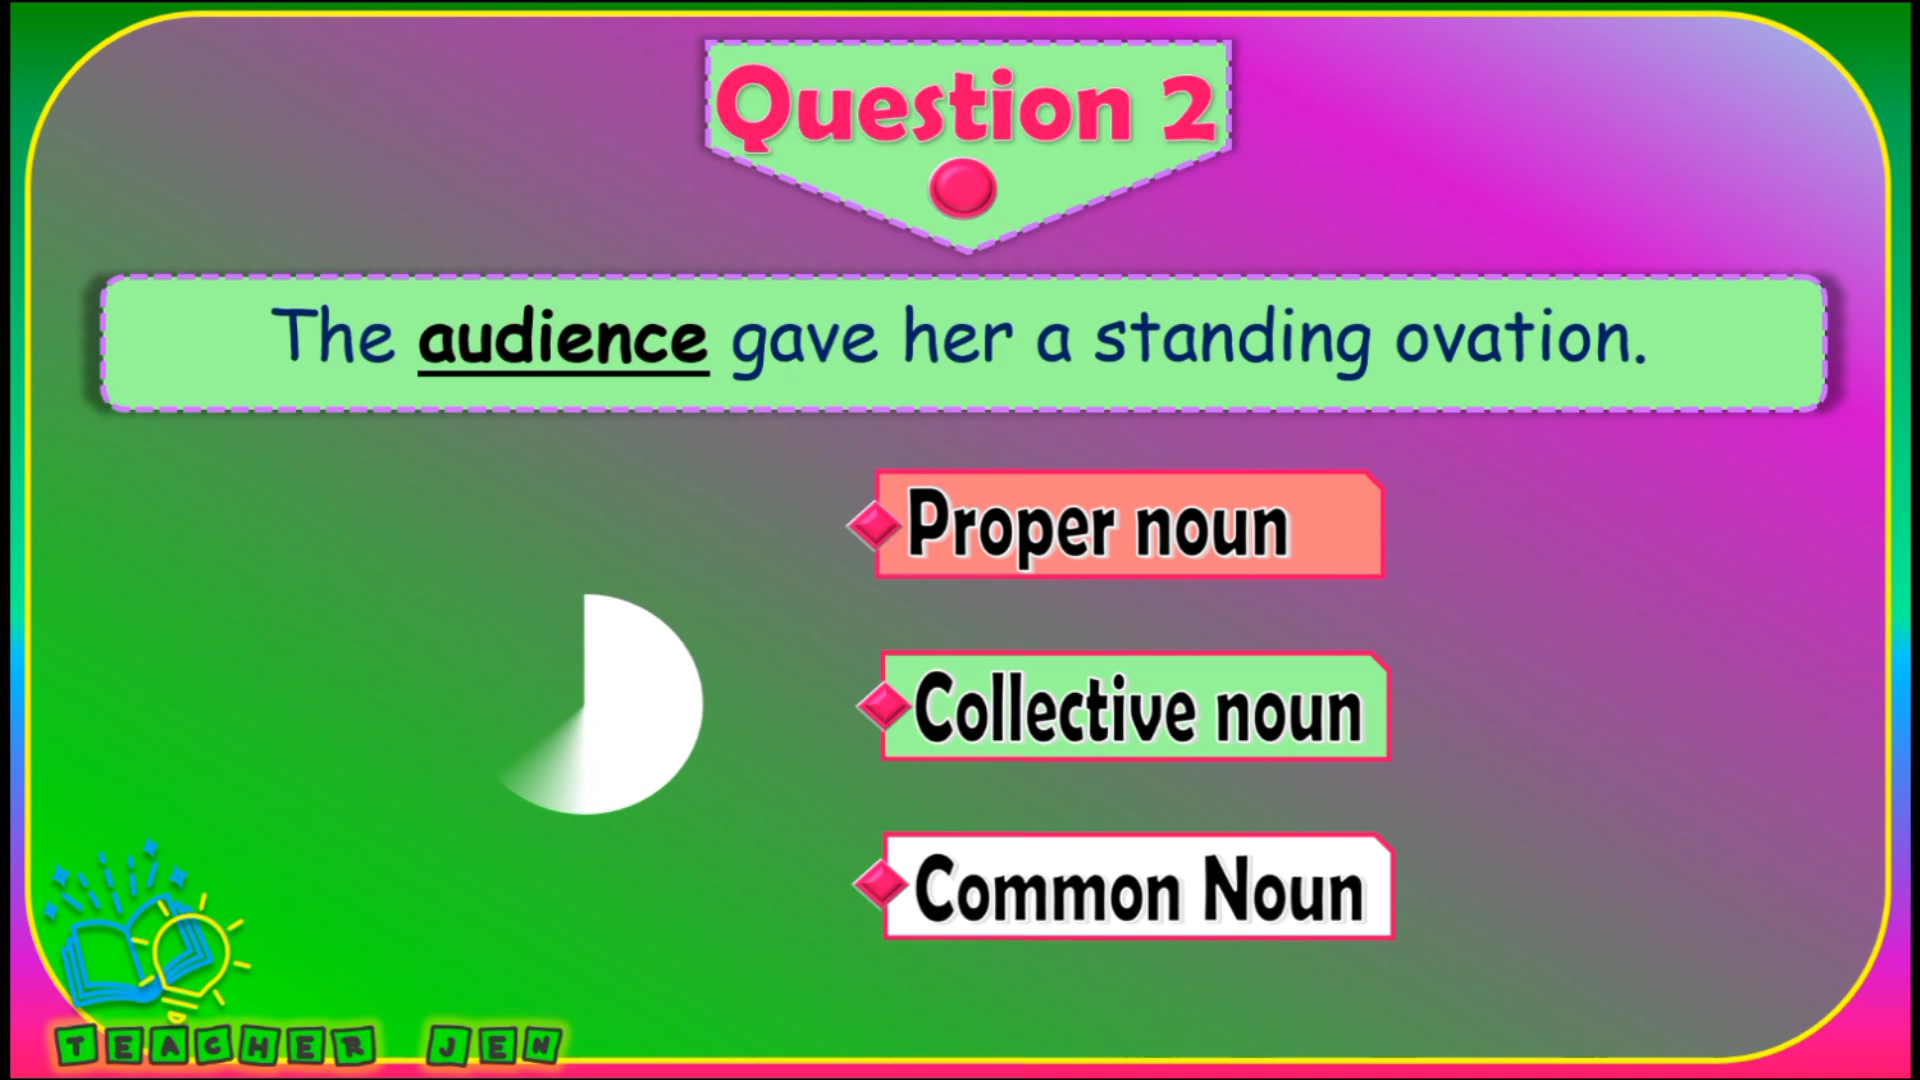 Question 2
The audience gave her a standing ovation.
Proper noun
Collective noun
Common Noun
TEACHER JEN